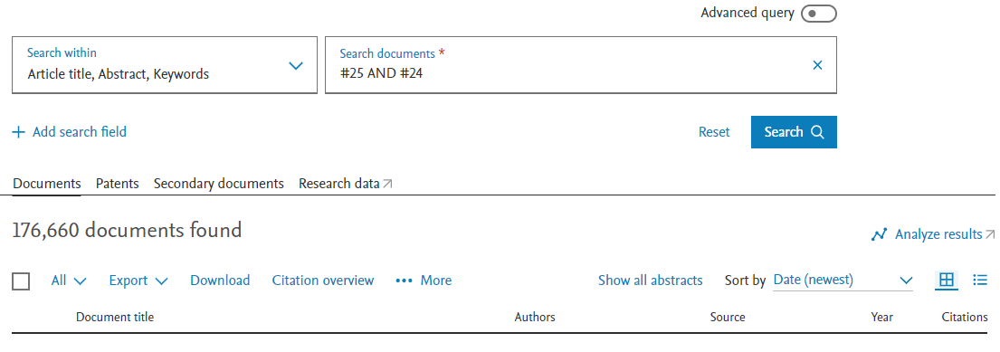 Advanced query
Search within
Article title, Abstract, Keywords
Search documents *
#25 AND #24
Add search field
Reset
Search
Documents Patents Secondary documents Research data
176,660 documents found
Analyze results
All Export Download Citation overview ••• More Show all abstracts Sort by Date (newest)
Document title Authors Source Year Citations